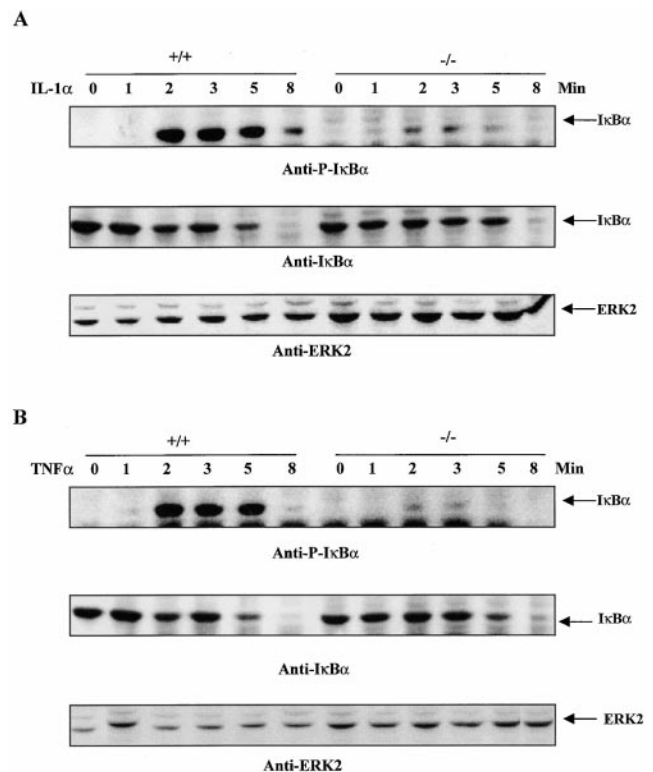 A
+/+ -/-
IL-1α 0 1 2 3 5 8 0 1 2 3 5 8 Min
IκBα
Anti-P-IκBα
IκBα
Anti-IκBα
ERK2
Anti-ERK2
B
+/+ -/-
TNFα 0 1 2 3 5 8 0 1 2 3 5 8 Min
IκBα
Anti-P-IκBα
IκBα
Anti-IκBα
ERK2
Anti-ERK2